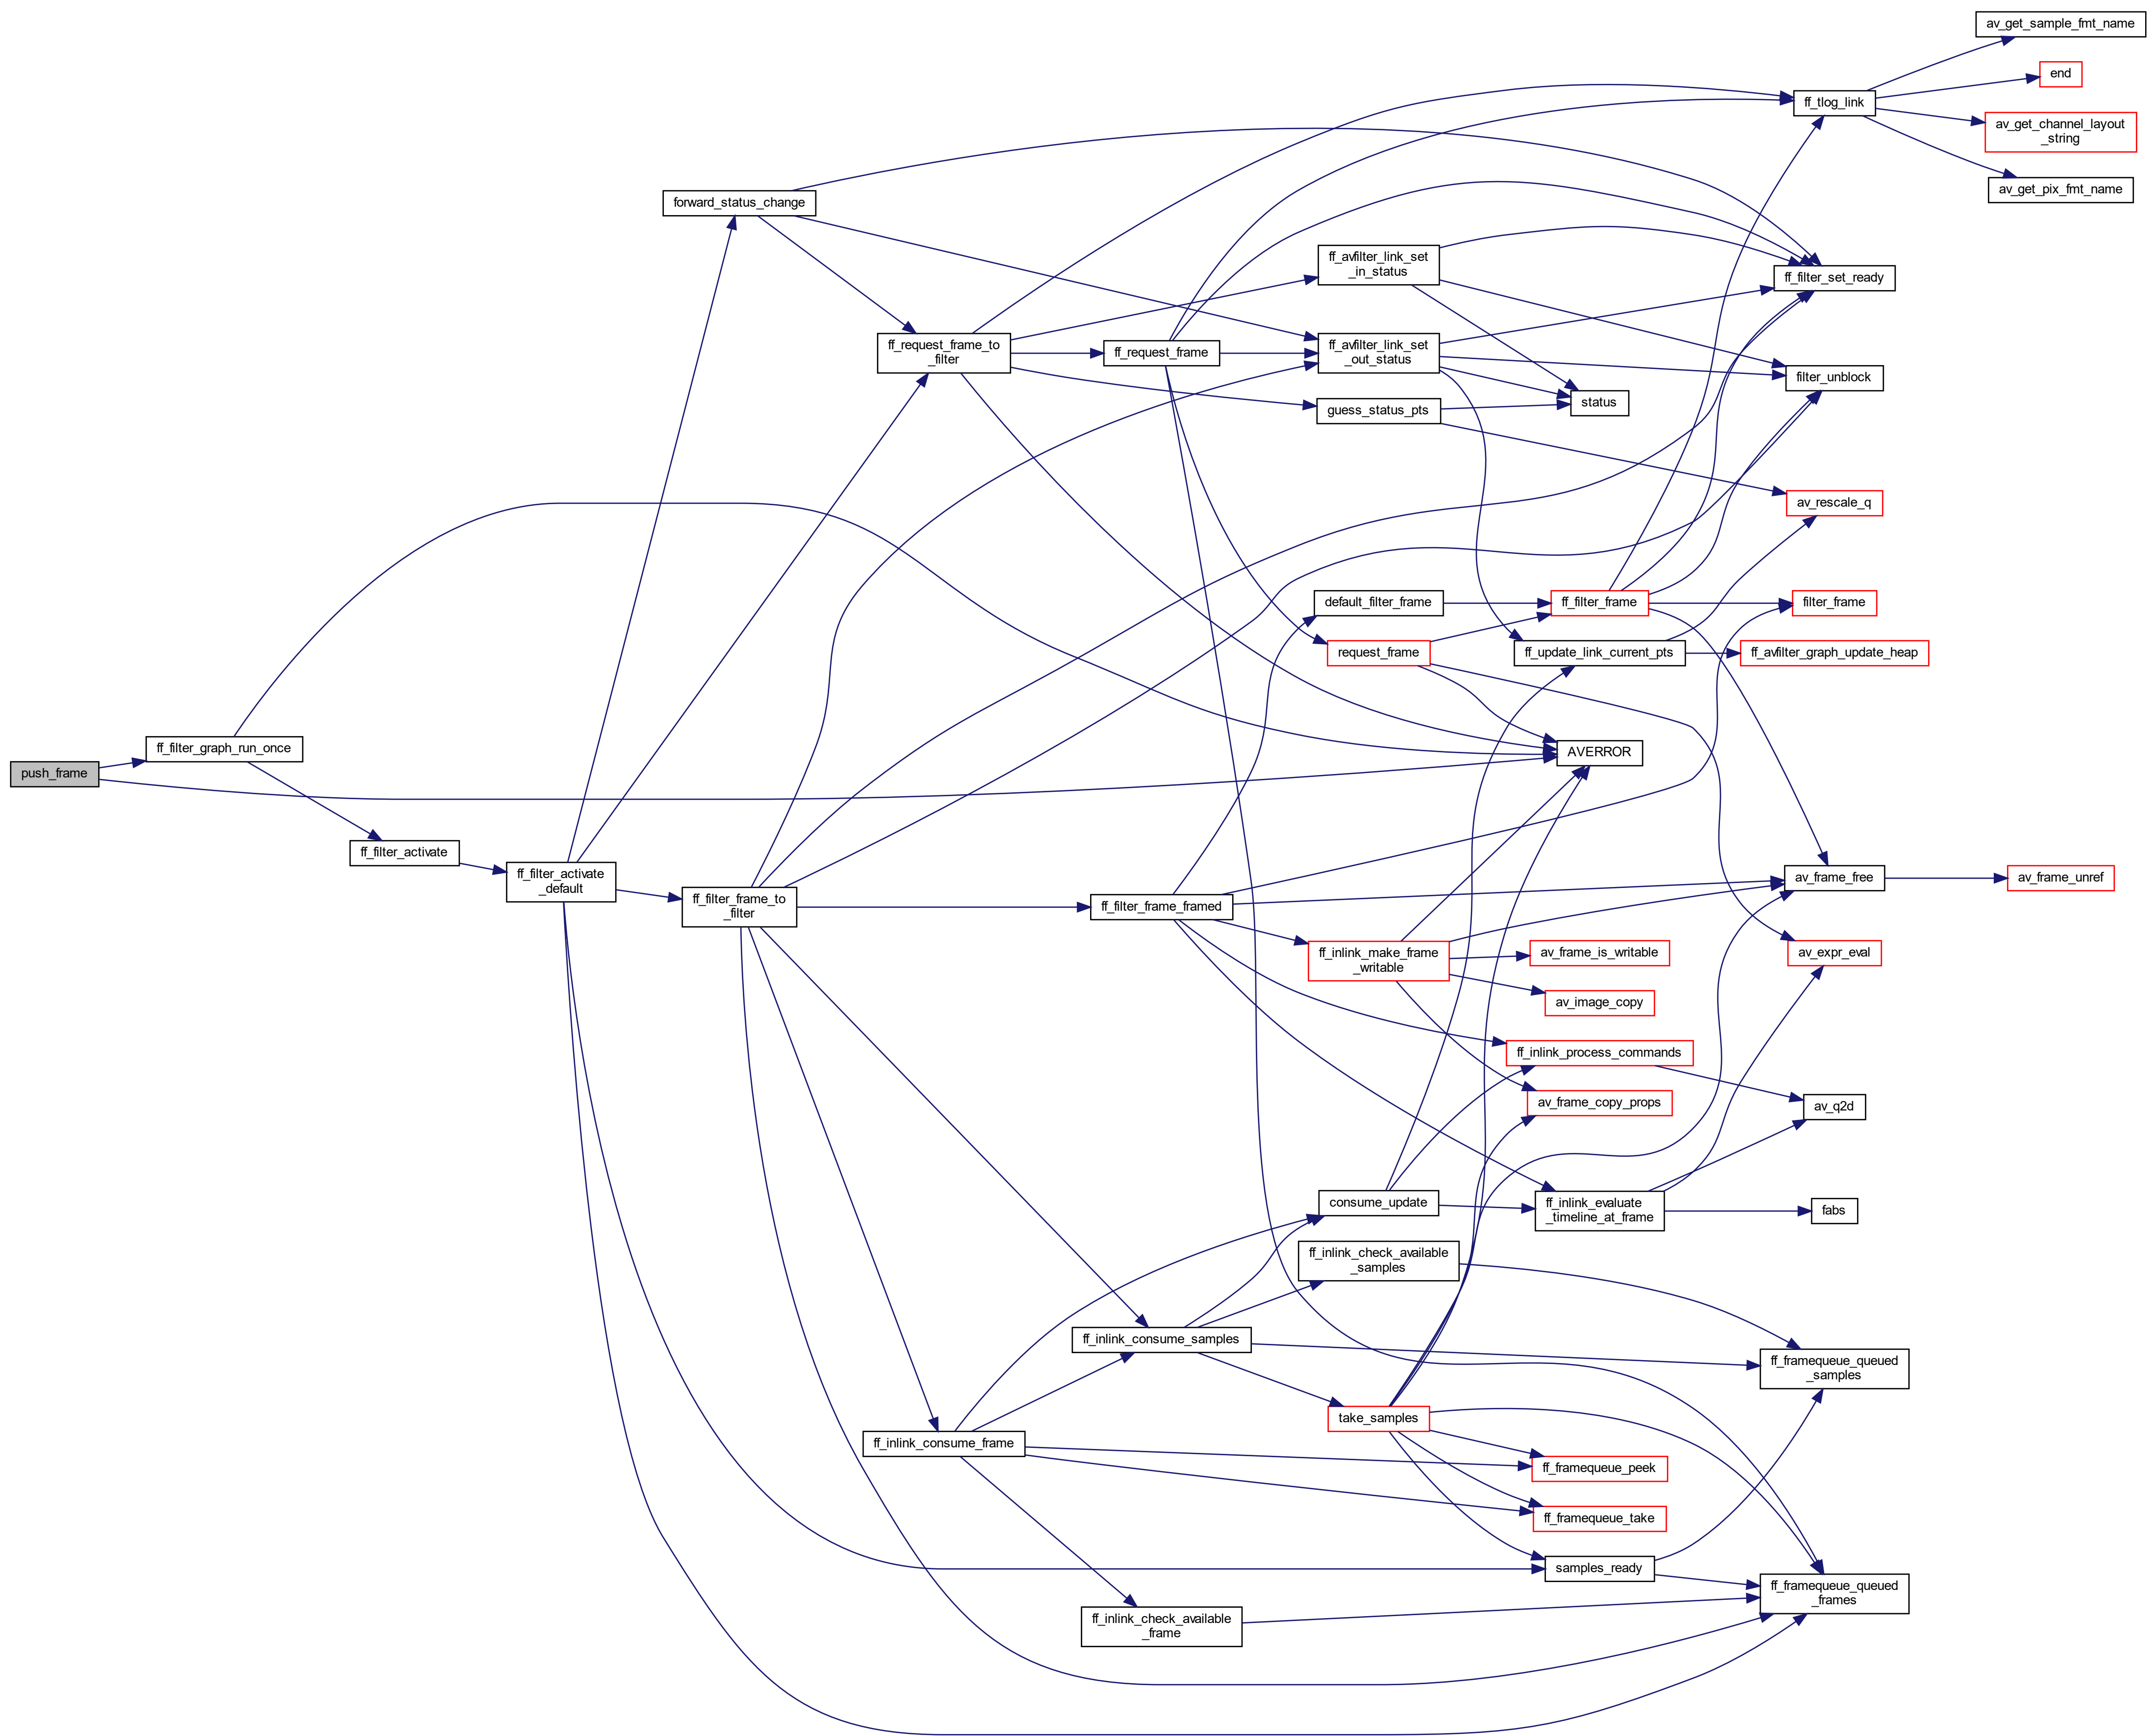 av_get_sample_fmt_name
end
ff_tlog_link
av_get_channel_layout
_string
av_get_pix_fmt_name
forward_status_change
ff_avfilter_link_set
_in_status
ff_filter_set_ready
ff_request_frame_to
_filter
ff_request_frame
ff_avfilter_link_set
_out_status
filter_unblock
status
guess_status_pts
av_rescale_q
default_filter_frame
ff_filter_frame
filter_frame
request_frame
ff_update_link_current_pts
ff_avfilter_graph_update_heap
ff_filter_graph_run_once
AVERROR
push_frame
ff_filter_activate
ff_filter_activate
_default
av_frame_free
av_frame_unref
ff_filter_frame_to
_filter
ff_filter_frame_framed
ff_inlink_make_frame
_writable
av_frame_is_writable
av_expr_eval
av_image_copy
ff_inlink_process_commands
av_frame_copy_props
av_q2d
consume_update
ff_inlink_evaluate
_timeline_at_frame
fabs
ff_inlink_check_available
_samples
ff_inlink_consume_samples
ff_framequeue_queued
_samples
take_samples
ff_inlink_consume_frame
ff_framequeue_peek
ff_framequeue_take
samples_ready
ff_framequeue_queued
_frames
ff_inlink_check_available
_frame